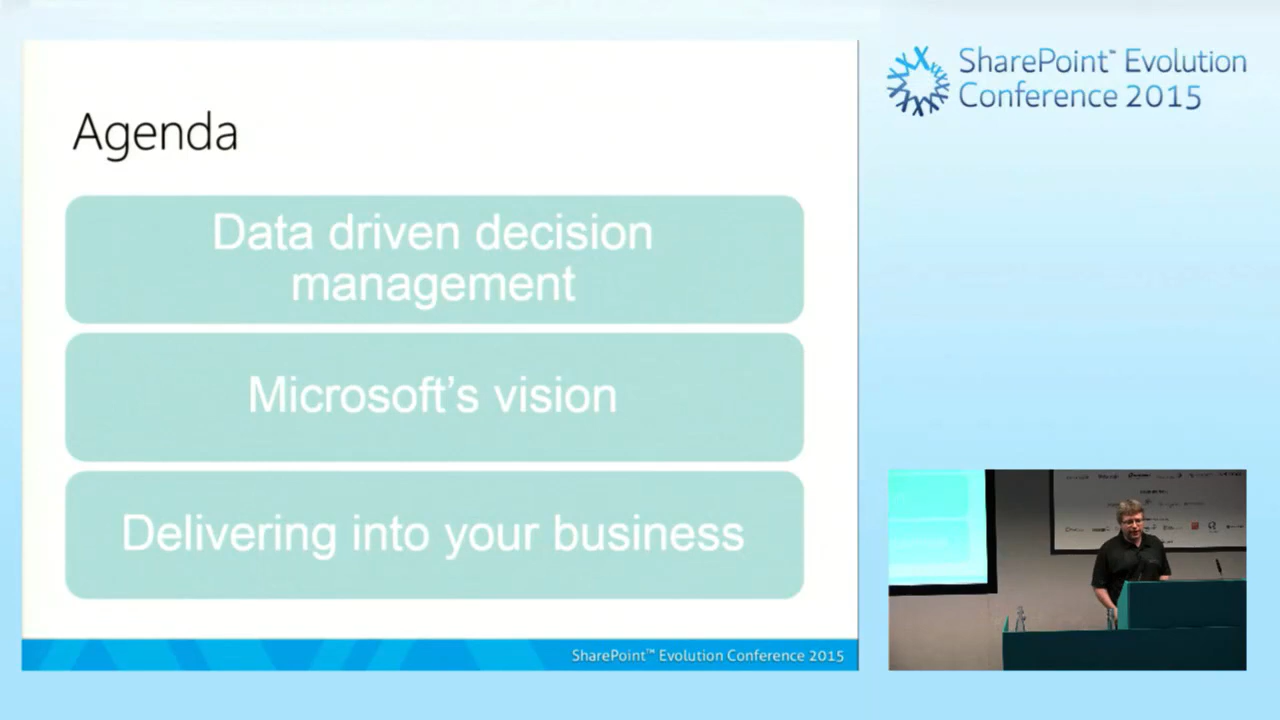 Agenda
Data driven decision
management
Microsoft's vision
Delivering into your business
SharePoint™ Evolution Conference 2015
SharePoint™ Evolution
Conference 2015